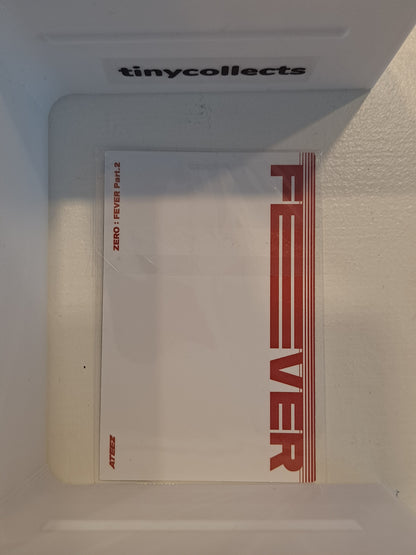 tinycollects
ZERO : FEVER Part.2
FEVER
ATEEZ